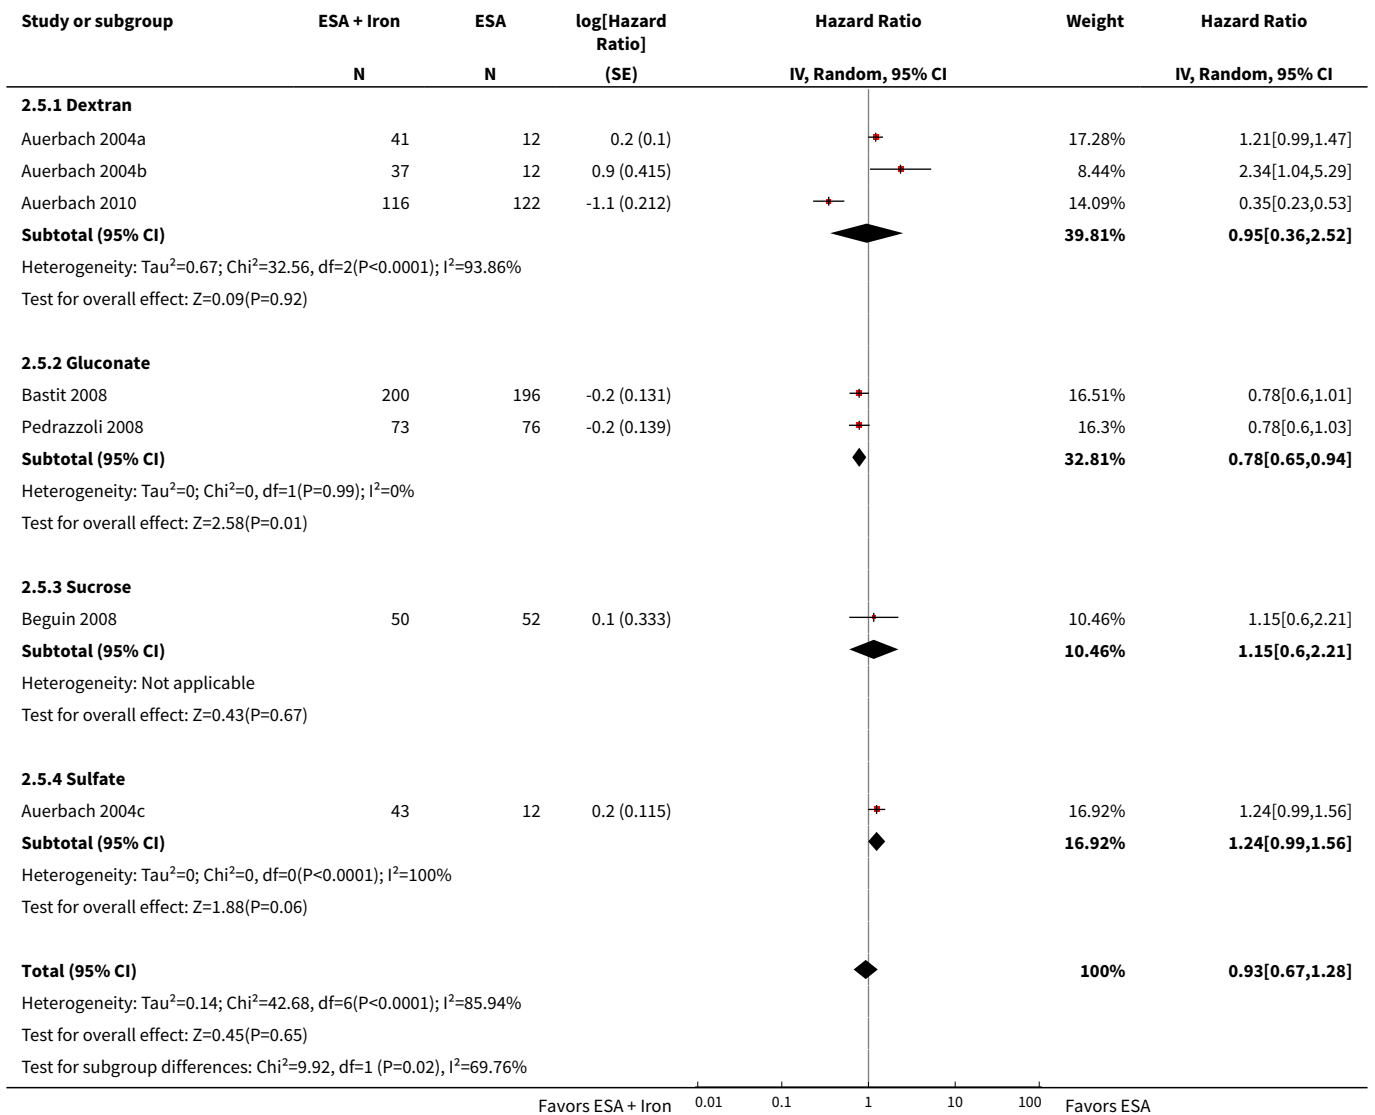 Study or subgroup ESA + Iron ESA log[Hazard Ratio] Hazard Ratio Weight Hazard Ratio
N N (SE) IV, Random, 95% CI IV, Random, 95% CI
2.5.1 Dextran
Auerbach 2004a 41 12 0.2 (0.1) 17.28% 1.21[0.99,1.47]
Auerbach 2004b 37 12 0.9 (0.415) 8.44% 2.34[1.04,5.29]
Auerbach 2010 116 122 -1.1 (0.212) 14.09% 0.35[0.23,0.53]
Subtotal (95% CI) 39.81% 0.95[0.36,2.52]
Heterogeneity: Tau²=0.67; Chi²=32.56, df=2(P<0.0001); I²=93.86%
Test for overall effect: Z=0.09(P=0.92)
2.5.2 Gluconate
Bastit 2008 200 196 -0.2 (0.131) 16.51% 0.78[0.6,1.01]
Pedrazzoli 2008 73 76 -0.2 (0.139) 16.3% 0.78[0.6,1.03]
Subtotal (95% CI) 32.81% 0.78[0.65,0.94]
Heterogeneity: Tau²=0; Chi²=0, df=1(P=0.99); I²=0%
Test for overall effect: Z=2.58(P=0.01)
2.5.3 Sucrose
Beguin 2008 50 52 0.1 (0.333) 10.46% 1.15[0.6,2.21]
Subtotal (95% CI) 10.46% 1.15[0.6,2.21]
Heterogeneity: Not applicable
Test for overall effect: Z=0.43(P=0.67)
2.5.4 Sulfate
Auerbach 2004c 43 12 0.2 (0.115) 16.92% 1.24[0.99,1.56]
Subtotal (95% CI) 16.92% 1.24[0.99,1.56]
Heterogeneity: Tau²=0; Chi²=0, df=0(P<0.0001); I²=100%
Test for overall effect: Z=1.88(P=0.06)
Total (95% CI) 100% 0.93[0.67,1.28]
Heterogeneity: Tau²=0.14; Chi²=42.68, df=6(P<0.0001); I²=85.94%
Test for overall effect: Z=0.45(P=0.65)
Test for subgroup differences: Chi²=9.92, df=1 (P=0.02), I²=69.76%
Favors ESA + Iron 0.01 0.1 1 10 100 Favors ESA